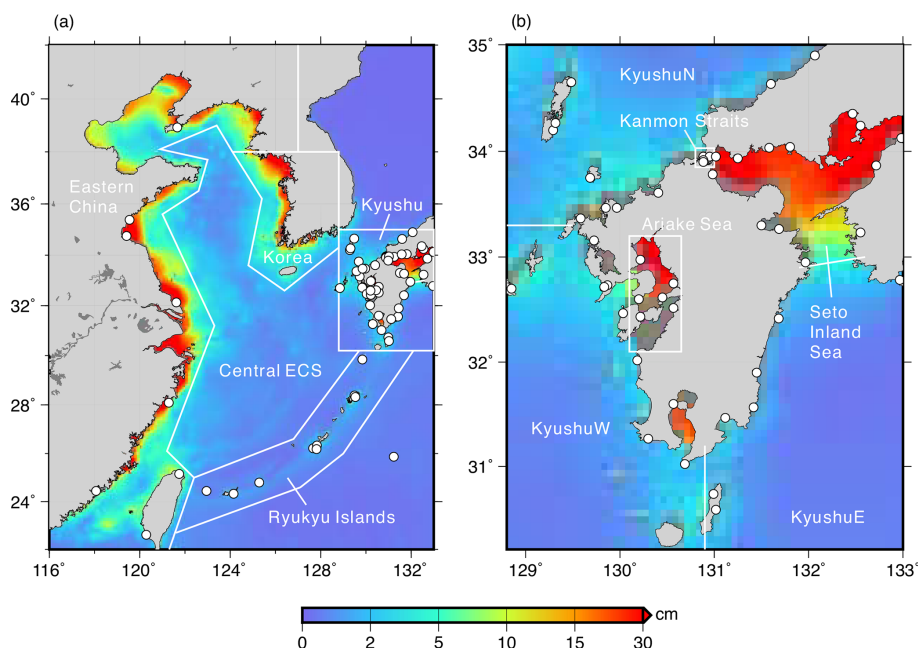 (a)
(b)
40°
36°
32°
28°
24°
116°
120°
124°
128°
132°
Eastern
China
Kyushu
Korea
Central ECS
Ryukyu Islands
35°
34°
33°
32°
31°
129°
130°
131°
132°
133°
KyushuN
Kanmon Straits
Ariake Sea
Seto
Inland
Sea
KyushuW
KyushuE
cm
0
2
5
10
15
30